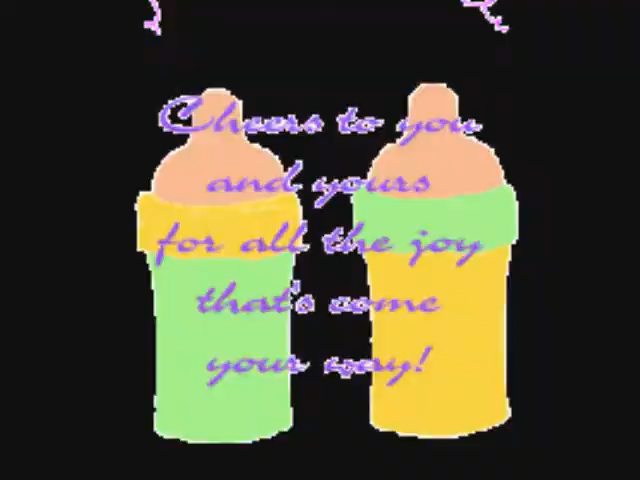 Cheers to you
and yours
for all the joy
that's come
your way!